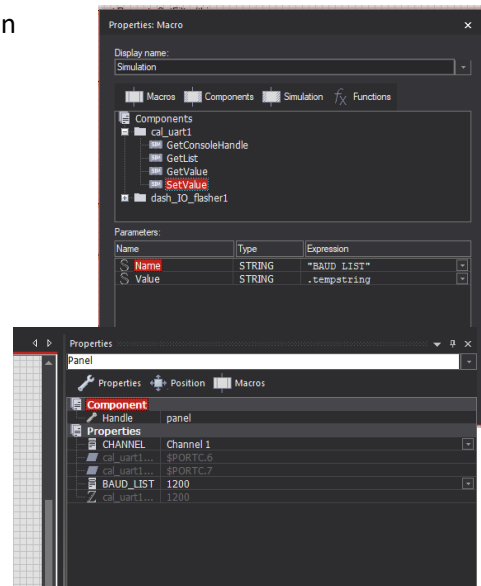 n
Properties: Macro
Display name:
Simulation
Macros Components Simulation fx Functions
Components
cal_uart1
GetConsoleHandle
GetList
GetValue
SetValue
dash_IO_flasher1
Parameters:
Name Type Expression
Name STRING "BAUD LIST"
Value STRING .tempstring
Properties
Panel
Properties Position Macros
Component
Handle panel
Properties
CHANNEL Channel 1
cal_uart1... $PORTC.6
cal_uart1... $PORTC.7
BAUD_LIST 1200
cal_uart1... 1200